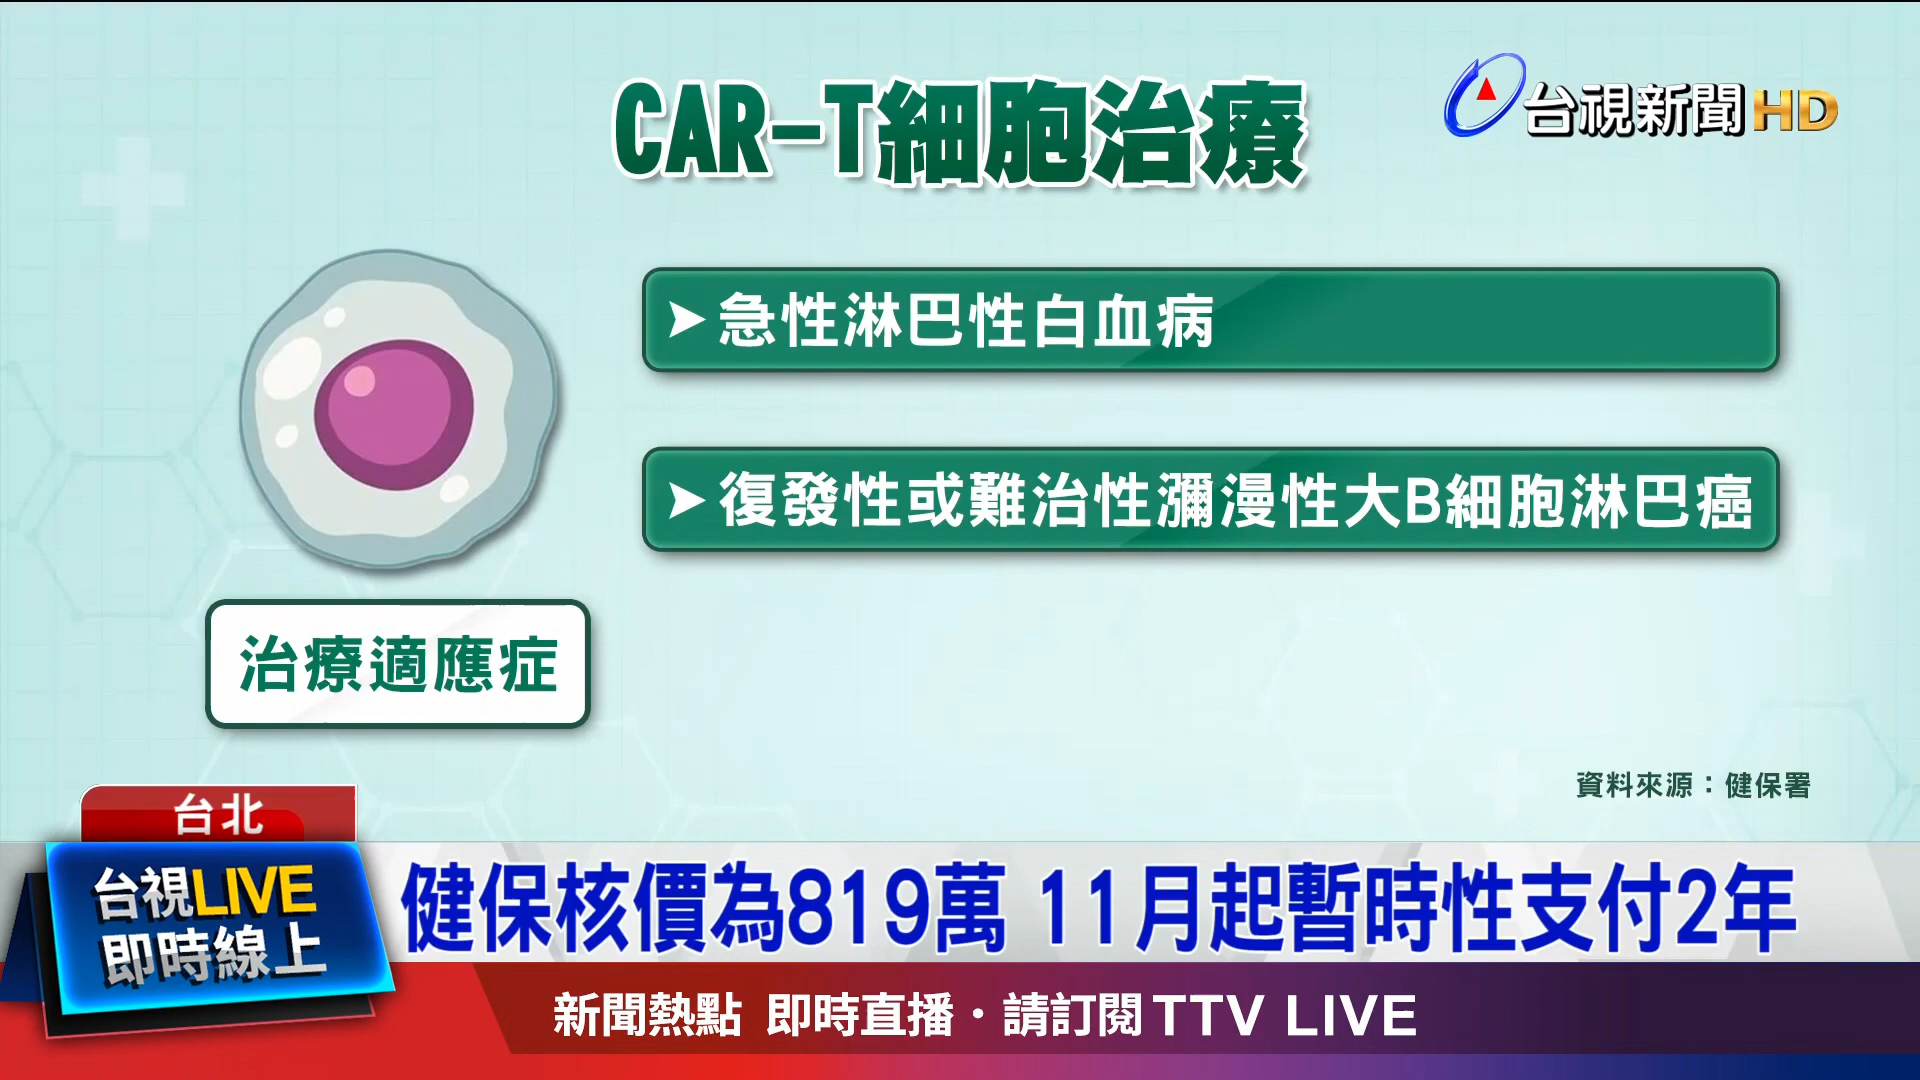 CAR-T細胞治療
台視新聞HD
➤急性淋巴性白血病
➤復發性或難治性瀰漫性大B細胞淋巴癌
治療適應症
資料來源：健保署
台北
台視LIVE
即時線上
健保核價為819萬 11月起暫時性支付2年
新聞熱點 即時直播・請訂閱TTV LIVE